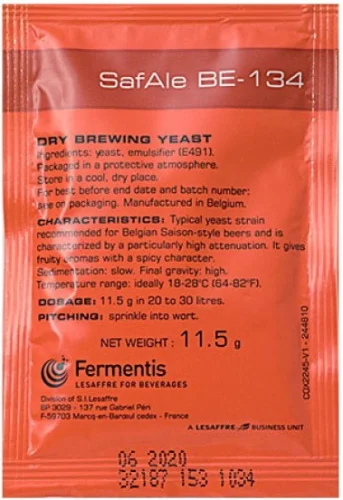 SafAle BE-134
DRY BREWING YEAST
Ingredients: yeast, emulsifier (E491).
Packaged in a protective atmosphere.
Store in a cool, dry place.
For best before end date and batch number;
see on packaging. Manufactured in Belgium.
CHARACTERISTICS: Typical yeast strain
recommended for Belgian Saison-style beers and is
characterized by a particularly high attenuation. It gives
fruity aromas with a spicy character.
Sedimentation: slow. Final gravity: high.
Temperature range: ideally 18-28°C (64-82°F).
DOSAGE: 11.5 g in 20 to 30 litres.
PITCHING: sprinkle into wort.
NET WEIGHT: 11.5 g
Fermentis
LESAFFRE FOR BEVERAGES
Division of S.I.Lesaffre
BP 3029 - 137 rue Gabriel Péri
F-59703 Marcq-en-Barœul cedex - France
A LESAFFRE BUSINESS UNIT
CDX2245-V1 - 244810
06 2020
32187 153 1034